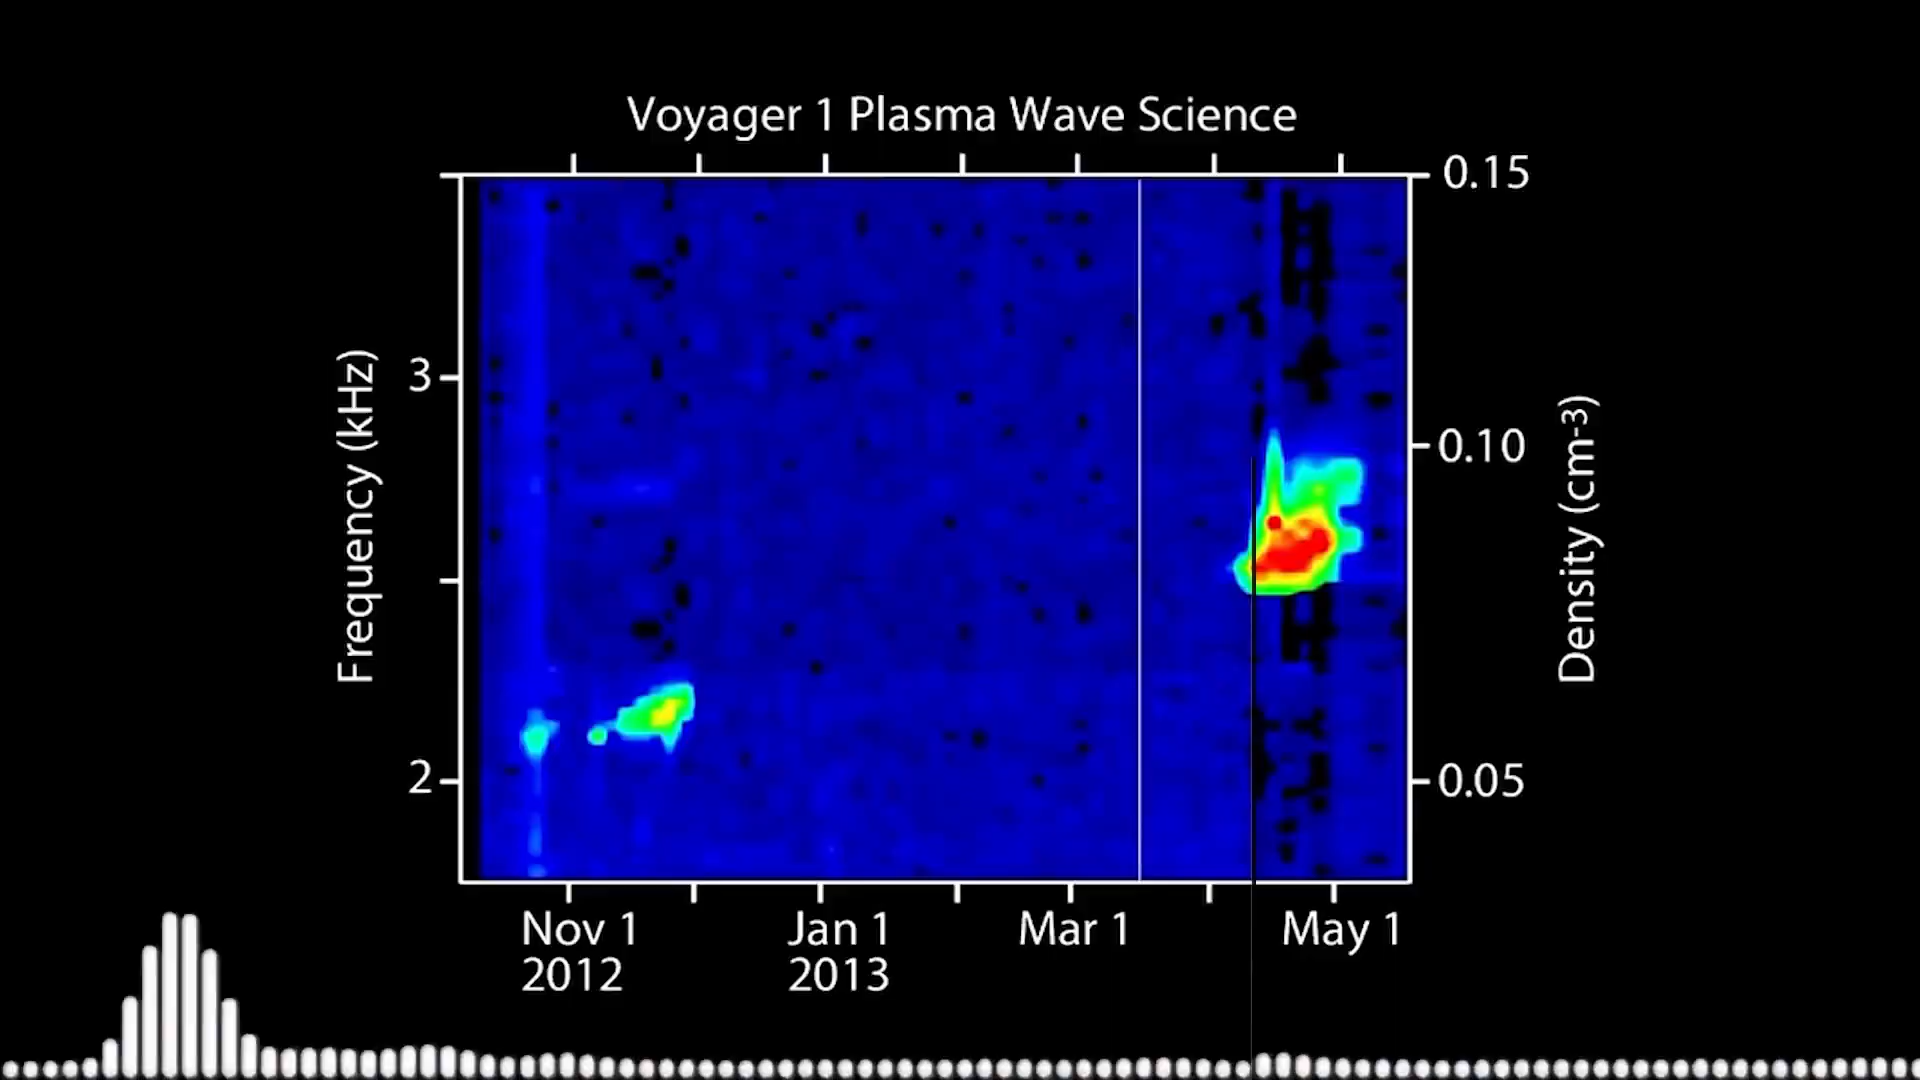 Voyager 1 Plasma Wave Science
0.15
3
0.10
Frequency (kHz)
Density (cm-3)
2
0.05
Nov 1
2012
Jan 1
2013
Mar 1
May 1